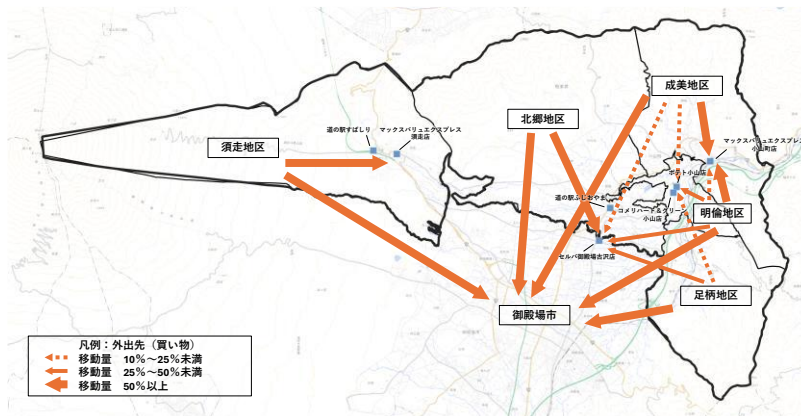 成美地区
北郷地区
マックスバリュエクスプレス
小山町店
道の駅すばしり
マックスバリュエクスプレス
須走店
須走地区
ポテト小山店
道の駅ふじおやま
コメリハード&グリーン
小山店
明倫地区
セルバ御殿場古沢店
足柄地区
御殿場市
凡例:外出先(買い物)
移動量 10%~25%未満
移動量 25%~50%未満
移動量 50%以上